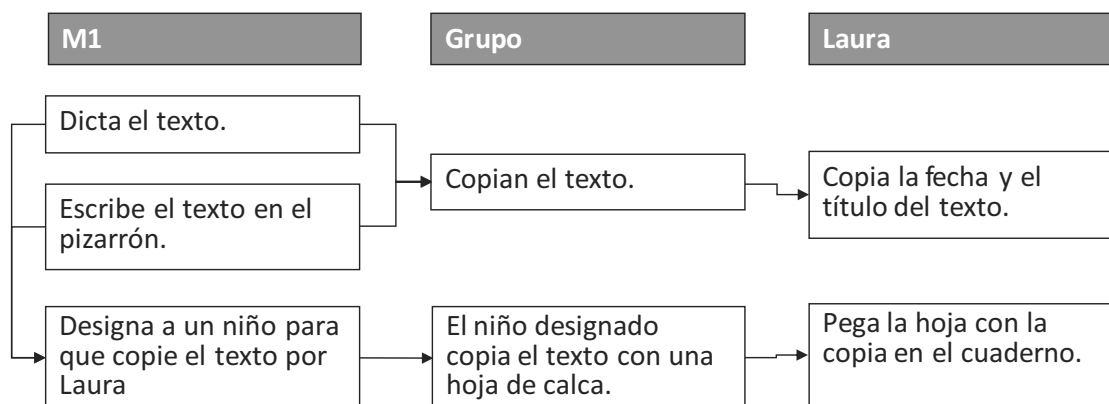 M1
Grupo
Laura
Dicta el texto.
Escribe el texto en el
pizarrón.
Copian el texto.
Copia la fecha y el
título del texto.
Designa a un niño para
que copie el texto por
Laura
El niño designado
copia el texto con una
hoja de calca.
Pega la hoja con la
copia en el cuaderno.